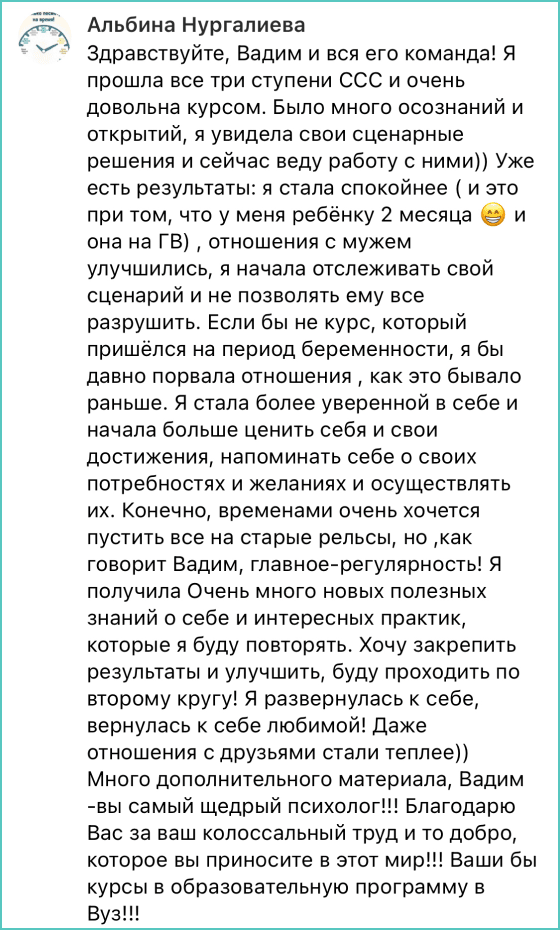 Альбина Нургалиева
Здравствуйте, Вадим и вся его команда! Я
прошла все три ступени ССС и очень
довольна курсом. Было много осознаний и
открытий, я увидела свои сценарные
решения и сейчас веду работу с ними)) Уже
есть результаты: я стала спокойнее ( и это
при том, что у меня ребёнку 2 месяца 😁 и
она на ГВ) , отношения с мужем
улучшились, я начала отслеживать свой
сценарий и не позволять ему все
разрушить. Если бы не курс, который
пришёлся на период беременности, я бы
давно порвала отношения , как это бывало
раньше. Я стала более уверенной в себе и
начала больше ценить себя и свои
достижения, напоминать себе о своих
потребностях и желаниях и осуществлять
их. Конечно, временами очень хочется
пустить все на старые рельсы, но ,как
говорит Вадим, главное-регулярность! Я
получила Очень много новых полезных
знаний о себе и интересных практик,
которые я буду повторять. Хочу закрепить
результаты и улучшить, буду проходить по
второму кругу! Я развернулась к себе,
вернулась к себе любимой! Даже
отношения с друзьями стали теплее))
Много дополнительного материала, Вадим
-вы самый щедрый психолог!!! Благодарю
Вас за ваш колоссальный труд и то добро,
которое вы приносите в этот мир!!! Ваши бы
курсы в образовательную программу в
Вуз!!!